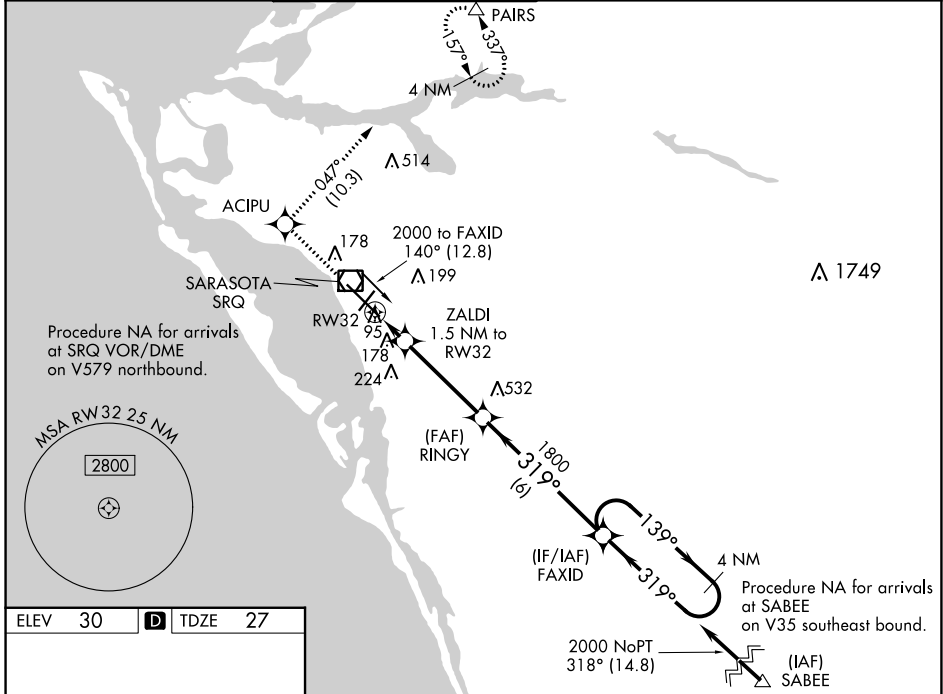 PAIRS
157°
337°
4 NM
047°
(10.3)
514
ACIPU
178
2000 to FAXID
140° (12.8)
199
1749
SARASOTA
SRQ
RW32
95
ZALDI
1.5 NM to
RW32
178
224
Procedure NA for arrivals
at SRQ VOR/DME
on V579 northbound.
532
(FAF)
RINGY
MSA RW32 25 NM
2800
1800
319°
(6)
(IF/IAF)
FAXID
139°
319°
4 NM
Procedure NA for arrivals
at SABEE
on V35 southeast bound.
ELEV 30 D TDZE 27
2000 NoPT
318° (14.8)
(IAF)
SABEE